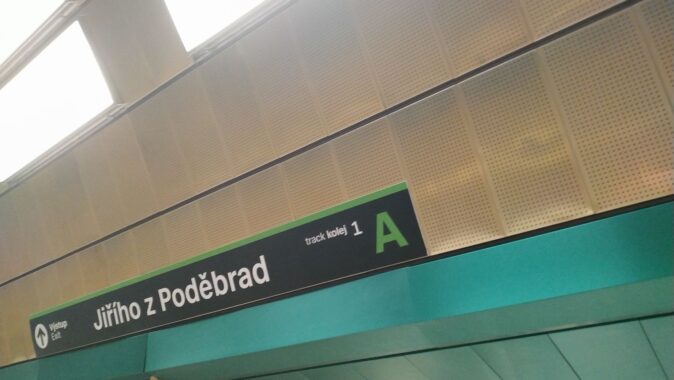 Výstup
Exit
Jiřího z Poděbrad
track kolej 1
A